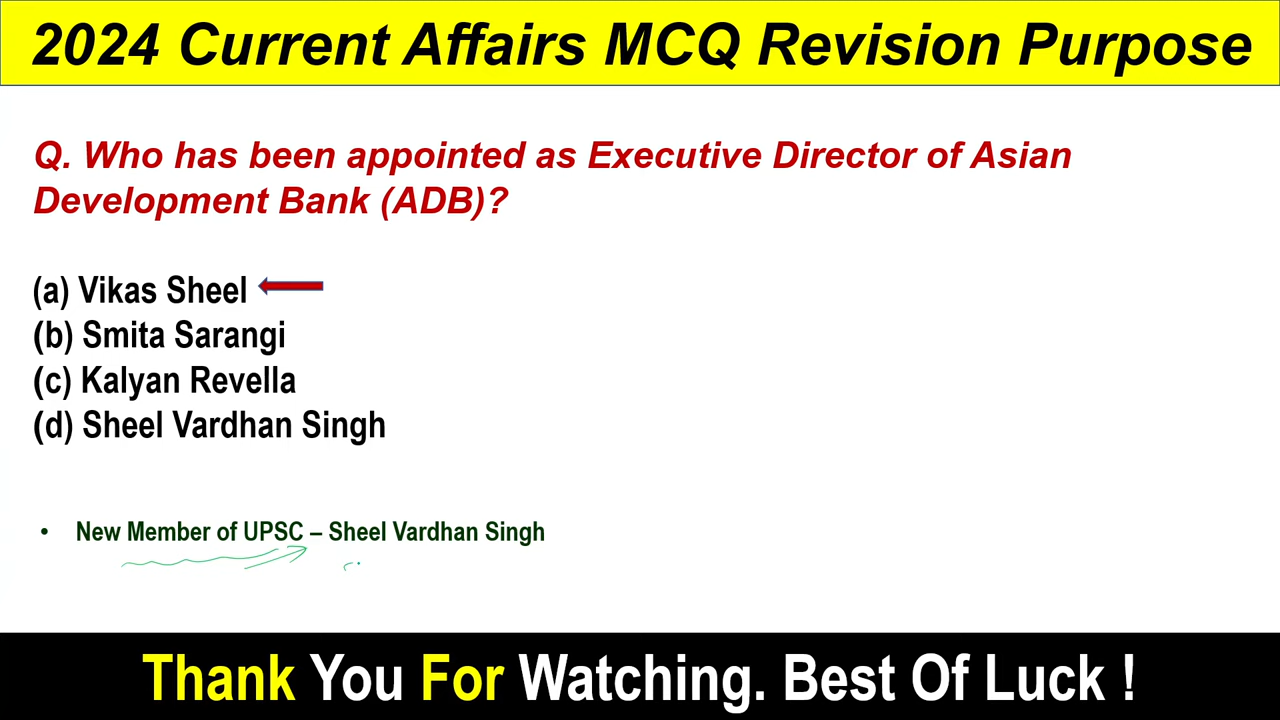 2024 Current Affairs MCQ Revision Purpose
Q. Who has been appointed as Executive Director of Asian
Development Bank (ADB)?
(a) Vikas Sheel
(b) Smita Sarangi
(c) Kalyan Revella
(d) Sheel Vardhan Singh
• New Member of UPSC – Sheel Vardhan Singh
Thank You For Watching. Best Of Luck !